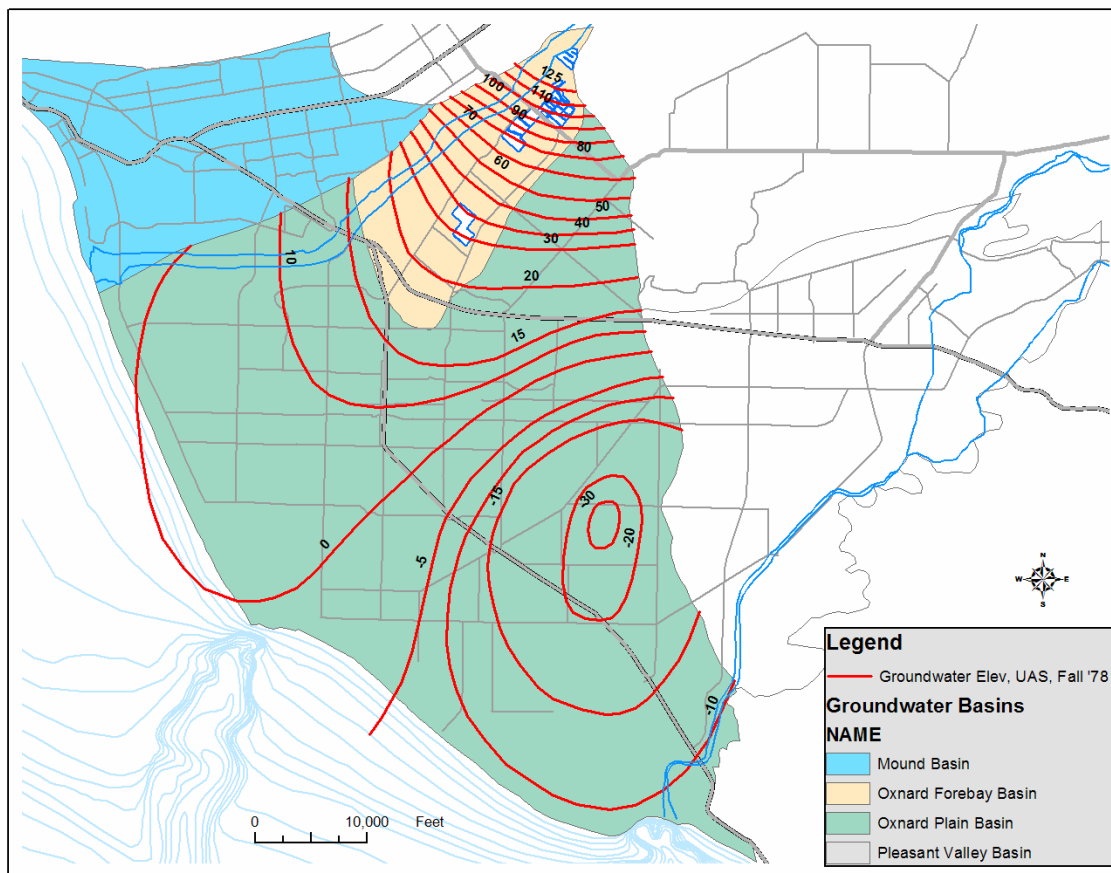 125
100
110
70
90
80
60
50
40
30
20
10
15
0
-5
-15
-30
-20
-10
N
W E
S
0 10,000 Feet
Legend
Groundwater Elev, UAS, Fall '78
Groundwater Basins
NAME
Mound Basin
Oxnard Forebay Basin
Oxnard Plain Basin
Pleasant Valley Basin